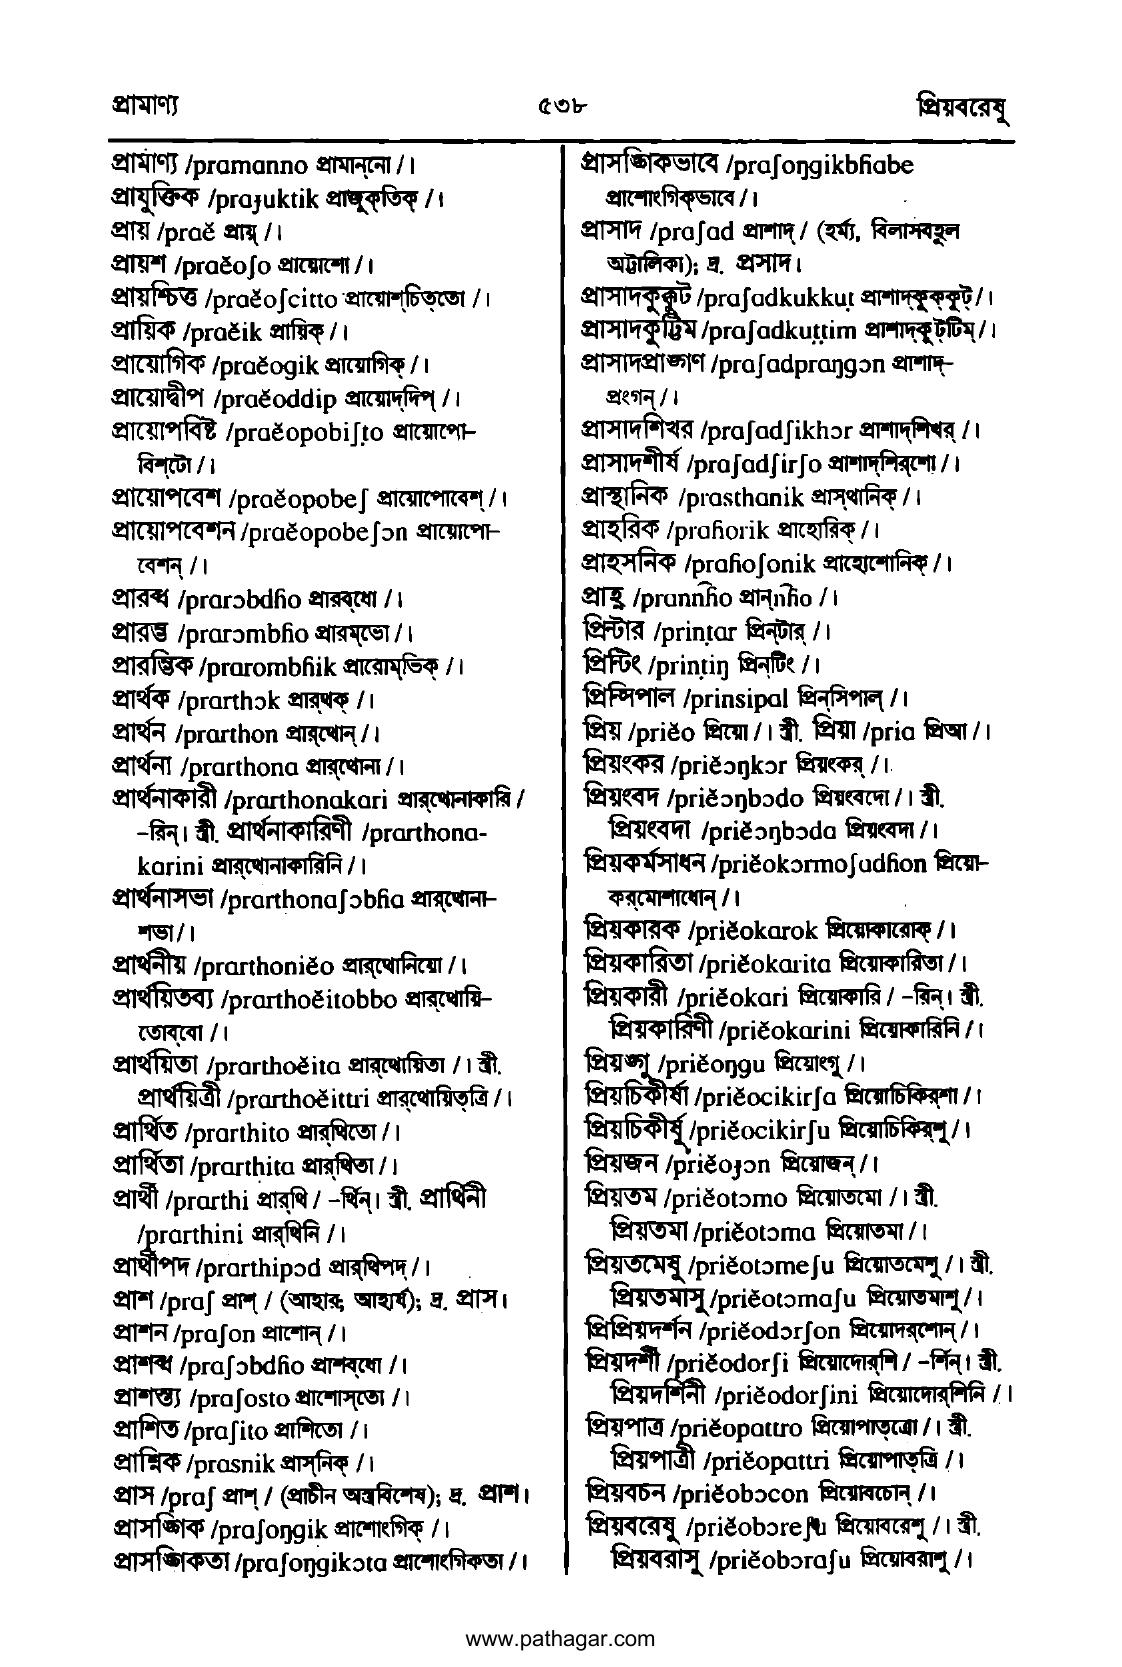 প্রামাণ্য ৫৩৮ প্রিয়বরেষু
প্রামাণ্য /pramanno প্রামান্‌নো / ।
প্রাযুক্তিক /praɟuktik প্রাজুক্‌তিক্‌ / ।
প্রায় /praĕ প্রায়্‌ / ।
প্রায়শ /praĕoʃo প্রায়োশো / ।
প্রায়শ্চিত্ত /praĕoʃcitto প্রায়োশ্‌চিত্‌তো / ।
প্রায়িক /praĕik প্রায়িক্‌ / ।
প্রায়োগিক /praĕogik প্রায়োগিক্‌ / ।
প্রায়োদ্বীপ /praĕoddip প্রায়োদ্‌দিপ্‌ / ।
প্রায়োপবিষ্ট /praĕopobiʃʈo প্রায়োপো–
বিশ্‌টো / ।
প্রায়োপবেশ /praĕopobeʃ প্রায়োপোবেশ্‌ / ।
প্রায়োপবেশন /praĕopobeʃɔn প্রায়োপো–
বেশন্‌ / ।
প্রারব্ধ /prarɔbdɦo প্রারব্‌ধো / ।
প্রারম্ভ /prarɔmbɦo প্রারম্‌ভো / ।
প্রারম্ভিক /prarombɦik প্রারোম্‌ভিক্‌ / ।
প্রার্থক /prarthɔk প্রার্‌থক্‌ / ।
প্রার্থন /prarthon প্রার্‌থোন্‌ / ।
প্রার্থনা /prarthona প্রার্‌থোনা / ।
প্রার্থনাকারী /prarthonakari প্রার্‌থোনাকারি /
–রিন্‌। স্ত্রী. প্রার্থনাকারিণী /prarthona-
karini প্রার্‌থোনাকারিনি / ।
প্রার্থনাসভা /prarthonaʃɔbɦa প্রার্‌থোনা–
শভা / ।
প্রার্থনীয় /prarthoniĕo প্রার্‌থোনিয়ো / ।
প্রার্থয়িতব্য /prarthoĕitobbo প্রার্‌থোয়ি–
তোব্‌বো / ।
প্রার্থয়িতা /prarthoĕita প্রার্‌থোয়িতা / । স্ত্রী.
প্রার্থয়িত্রী /prarthoĕittri প্রার্‌থোয়িত্‌ত্রি / ।
প্রার্থিত /prarthito প্রার্‌থিতো / ।
প্রার্থিতা /prarthita প্রার্‌থিতা / ।
প্রার্থী /prarthi প্রার্‌থি / –র্থিন্‌। স্ত্রী. প্রার্থিনী
/prarthini প্রার্‌থিনি / ।
প্রার্থীপদ /prarthipɔd প্রার্‌থিপদ্‌ / ।
প্রাশ /praʃ প্রাশ্‌ / (আহার; আহার্য); দ্র. প্রাস।
প্রাশন /praʃon প্রাশোন্‌ / ।
প্রাশব্ধ /praʃɔbdɦo প্রাশব্‌ধো / ।
প্রাশস্ত্য /praʃosto প্রাশোস্‌তো / ।
প্রাশিত /praʃito প্রাশিতো / ।
প্রাশ্নিক /prasnik প্রাস্‌নিক্‌ / ।
প্রাস /praʃ প্রাশ্‌ / (প্রাচীন অস্ত্রবিশেষ); দ্র. প্রাশ।
প্রাসঙ্গিক /praʃoŋgik প্রাশোংগিক্‌ / ।
প্রাসঙ্গিকতা /praʃoŋgikɔta প্রাশোংগিকতা / ।
প্রাসঙ্গিকভাবে /praʃoŋgikbɦabe
প্রাশোংগিক্‌ভাবে / ।
প্রাসাদ /praʃad প্রাশাদ্‌ / (হর্ম্য, বিলাসবহুল
অট্টালিকা); দ্র. প্রসাদ।
প্রাসাদকুক্কুট /praʃadkukkuʈ প্রাশাদ্‌কুক্‌কুট্‌ / ।
প্রাসাদকুট্টিম /praʃadkuʈʈim প্রাশাদ্‌কুট্‌টিম্‌ / ।
প্রাসাদপ্রাঙ্গণ /praʃadpraŋgɔn প্রাশাদ্‌–
প্রংগন্‌ / ।
প্রাসাদশিখর /praʃadʃikhɔr প্রাশাদ্‌শিখর্‌ / ।
প্রাসাদশীর্ষ /praʃadʃirʃo প্রাশাদ্‌শির্‌শো / ।
প্রাস্থানিক /prasthanik প্রাস্‌থানিক্‌ / ।
প্রাহরিক /praɦorik প্রাহোরিক্‌ / ।
প্রাহসনিক /praɦoʃonik প্রাহোশোনিক্‌ / ।
প্রাহ্ণ /prannɦo প্রান্‌nɦo / ।
প্রিন্টার /prinʈar প্রিন্‌টার্‌ / ।
প্রিন্টিং /prinʈiŋ প্রিন্‌টিং / ।
প্রিন্সিপাল /prinsipal প্রিন্‌সিপাল্‌ / ।
প্রিয় /priĕo প্রিয়ো / । স্ত্রী. প্রিয়া /pria প্রিআ / ।
প্রিয়ংকর /priĕɔŋkɔr প্রিয়ংকর্‌ / ।
প্রিয়ংবদ /priĕɔŋbɔdo প্রিয়ংবদো / । স্ত্রী.
প্রিয়ংবদা /priĕɔŋbɔda প্রিয়ংবদা / ।
প্রিয়কর্মসাধন /priĕokɔrmoʃadɦon প্রিয়ো–
কর্‌মোশাধোন্‌ / ।
প্রিয়কারক /priĕokarok প্রিয়োকারোক্‌ / ।
প্রিয়কারিতা /priĕokarita প্রিয়োকারিতা / ।
প্রিয়কারী /priĕokari প্রিয়োকারি / –রিন্‌। স্ত্রী.
প্রিয়কারিণী /priĕokarini প্রিয়োকারিনি / ।
প্রিয়ঙ্গু /priĕoŋgu প্রিয়োংগু / ।
প্রিয়চিকীর্ষা /priĕocikirʃa প্রিয়োচিকির্‌শা / ।
প্রিয়চিকীর্ষু /priĕocikirʃu প্রিয়োচিকির্‌শু / ।
প্রিয়জন /priĕoɟɔn প্রিয়োজন্‌ / ।
প্রিয়তম /priĕotɔmo প্রিয়োতমো / । স্ত্রী.
প্রিয়তমা /priĕotɔma প্রিয়োতমা / ।
প্রিয়তমেষু /priĕotɔmeʃu প্রিয়োতমেশু / । স্ত্রী.
প্রিয়তমাসু /priĕotɔmaʃu প্রিয়োতমাশু / ।
প্রিপ্রিয়দর্শন /priĕodɔrʃon প্রিয়োদর্‌শোন্‌ / ।
প্রিয়দর্শী /priĕodorʃi প্রিয়োদোর্‌শি / –র্শিন্‌। স্ত্রী.
প্রিয়দর্শিনী /priĕodorʃini প্রিয়োদোর্‌শিনি / ।
প্রিয়পাত্র /priĕopattro প্রিয়োপাত্‌ত্রো / । স্ত্রী.
প্রিয়পাত্রী /priĕopattri প্রিয়োপাত্‌ত্রি / ।
প্রিয়বচন /priĕobɔcon প্রিয়োবচোন্‌ / ।
প্রিয়বরেষু /priĕobɔreʃu প্রিয়োবরেশু / । স্ত্রী.
প্রিয়বরাসু /priĕobɔraʃu প্রিয়োবরাশু / ।
www.pathagar.com